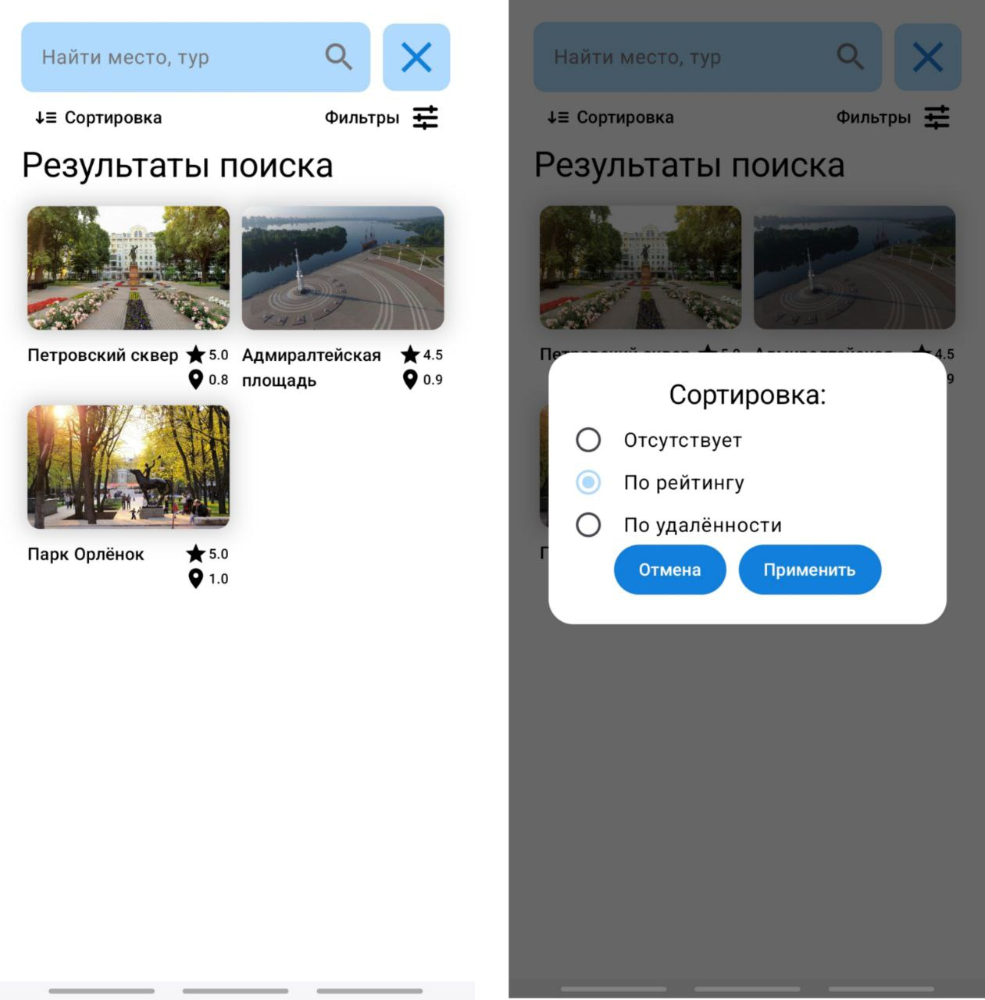 Найти место, тур
Сортировка Фильтры
Результаты поиска
Петровский сквер 5.0
0.8
Адмиралтейская 4.5
площадь 0.9
Парк Орлёнок 5.0
1.0
Найти место, тур
Сортировка Фильтры
Результаты поиска
4.5
9
Сортировка:
Отсутствует
По рейтингу
По удалённости
Отмена Применить